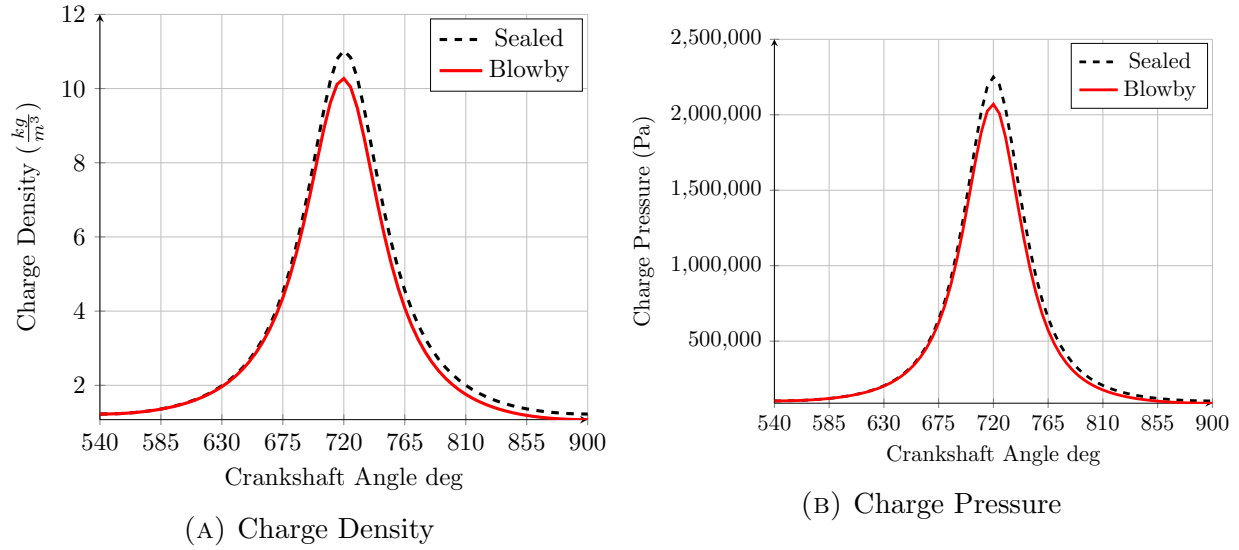 12
10
8
6
4
2
Charge Density (kg/m³)
Sealed
Blowby
540 585 630 675 720 765 810 855 900
Crankshaft Angle deg
(A) Charge Density
2,500,000
2,000,000
1,500,000
1,000,000
500,000
Charge Pressure (Pa)
Sealed
Blowby
540 585 630 675 720 765 810 855 900
Crankshaft Angle deg
(B) Charge Pressure